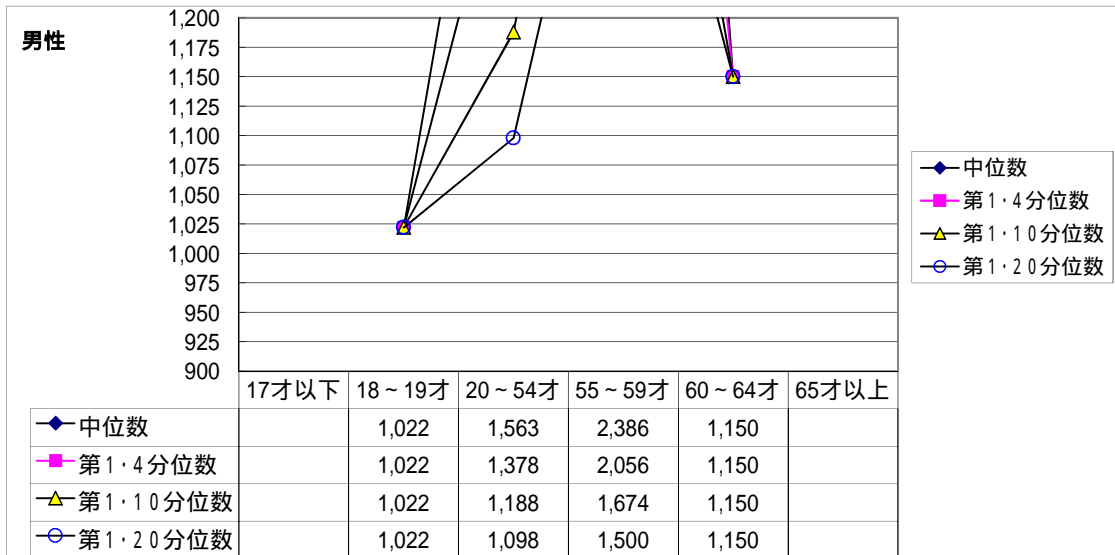 男性
1,200
1,175
1,150
1,125
1,100
1,075
1,050
1,025
1,000
975
950
925
900
中位数
第1・4分位数
第1・10分位数
第1・20分位数
17才以下 18～19才 20～54才 55～59才 60～64才 65才以上
中位数 1,022 1,563 2,386 1,150
第1・4分位数 1,022 1,378 2,056 1,150
第1・10分位数 1,022 1,188 1,674 1,150
第1・20分位数 1,022 1,098 1,500 1,150